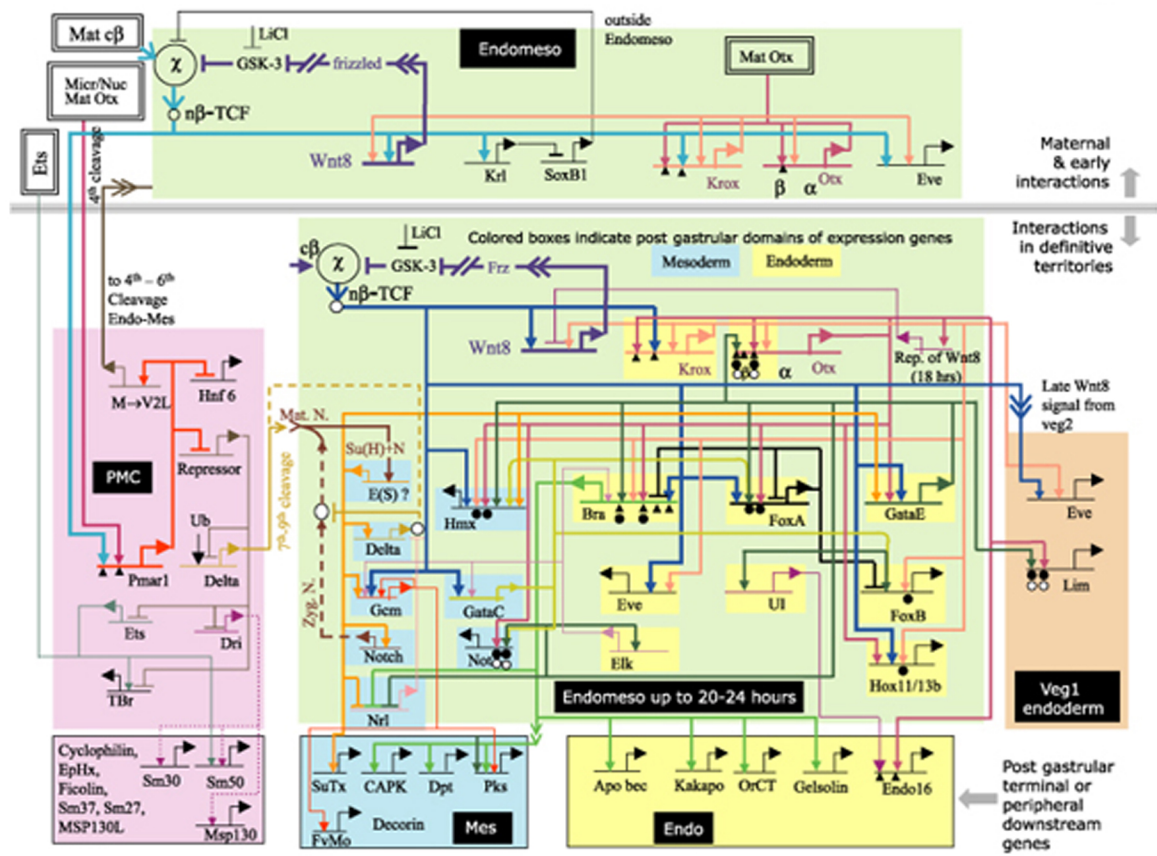 Mat cβ
Micr/Nuc
Mat Otx
Ets
4th cleavage
χ
nβ-TCF
LiCl
GSK-3
frizzled
Endomeso
outside
Endomeso
Mat Otx
Wnt8
Krl
SoxB1
Krox
β
α
Otx
Eve
Maternal
& early
interactions
Interactions
in definitive
territories
cβ
χ
nβ-TCF
LiCl
GSK-3
Frz
Colored boxes indicate post gastrular domains of expression genes
Mesoderm
Endoderm
to 4th – 6th
Cleavage
Endo-Mes
Wnt8
Krox
β
α
Otx
Rep. of Wnt8
(18 hrs)
Late Wnt8
signal from
veg2
M→V2L
Hnf 6
Repressor
PMC
Ub
Pmar1
Delta
Ets
Dri
TBr
7th-9th cleavage
Mat. N.
Su(H)+N
E(S) ?
Zyg. N.
Delta
Gcm
Notch
Nrl
Hmx
GataC
Not
Bra
FoxA
GataE
Eve
UI
FoxB
Elk
Hox11/13b
Endomeso up to 20-24 hours
Eve
Lim
Veg1
endoderm
Cyclophilin,
EpHx,
Ficolin,
Sm37, Sm27,
MSP130L
Sm30
Sm50
Msp130
SuTx
CAPK
Dpt
Pks
FvMo
Decorin
Mes
Apo bec
Kakapo
OrCT
Gelsolin
Endo16
Endo
Post gastrular
terminal or
peripheral
downstream
genes